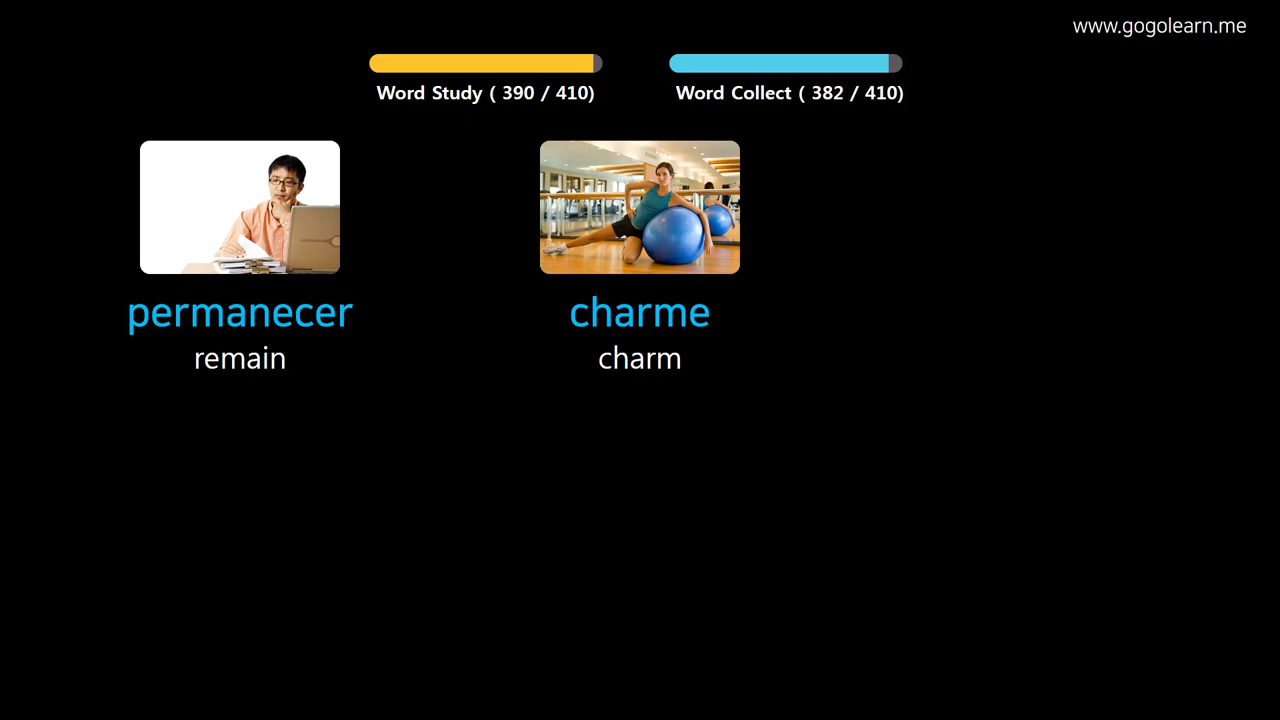 www.gogolearn.me
Word Study ( 390 / 410)
Word Collect ( 382 / 410)
permanecer
remain
charme
charm